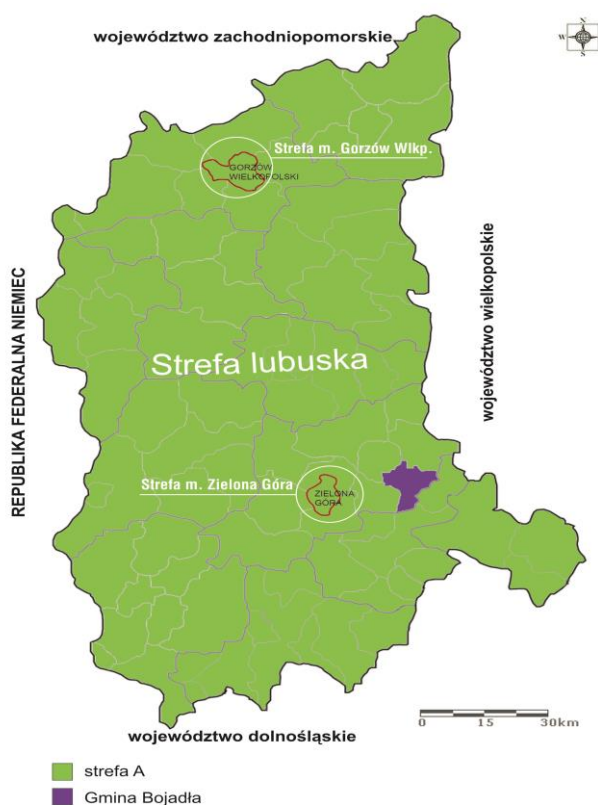 województwo zachodniopomorskie
W
S
S
Strefa m. Gorzów Wlkp.
GORZÓW
WIELKOPOLSKI
REPUBLIKA FEDERALNA NIEMIEC
województwo wielkopolskie
Strefa lubuska
Strefa m. Zielona Góra
ZIELONA
GÓRA
0 15 30km
województwo dolnośląskie
strefa A
Gmina Bojadła